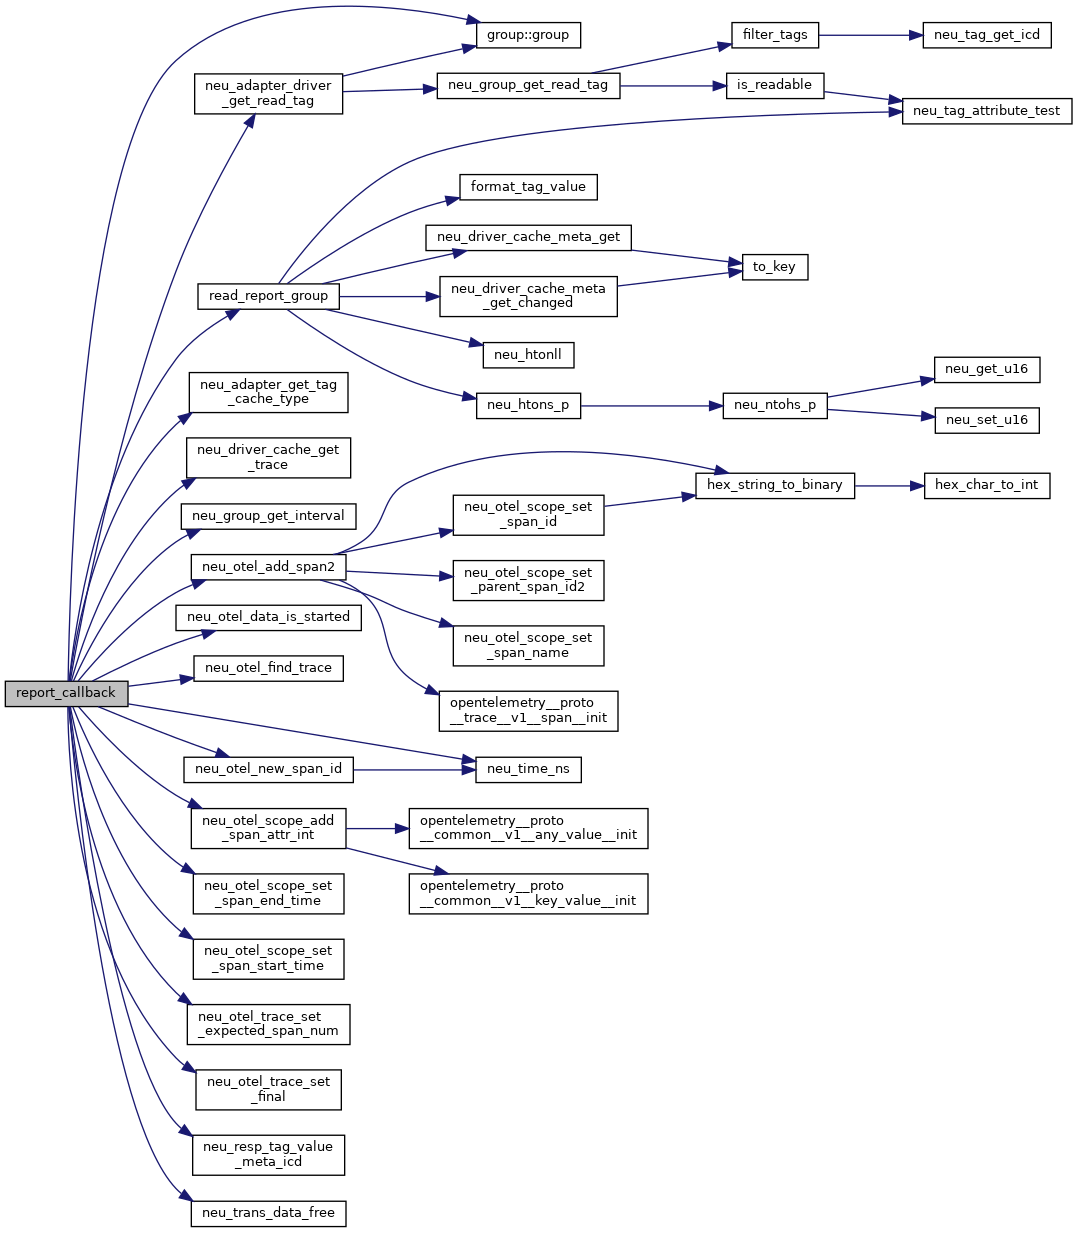 group::group
filter_tags
neu_tag_get_icd
neu_adapter_driver
_get_read_tag
neu_group_get_read_tag
is_readable
neu_tag_attribute_test
format_tag_value
neu_driver_cache_meta_get
to_key
read_report_group
neu_driver_cache_meta
_get_changed
neu_htonll
neu_get_u16
neu_adapter_get_tag
_cache_type
neu_htons_p
neu_ntohs_p
neu_set_u16
neu_driver_cache_get
_trace
hex_string_to_binary
hex_char_to_int
neu_otel_scope_set
_span_id
neu_group_get_interval
neu_otel_add_span2
neu_otel_scope_set
_parent_span_id2
neu_otel_data_is_started
neu_otel_scope_set
_span_name
neu_otel_find_trace
report_callback
opentelemetry__proto
__trace__v1__span__init
neu_otel_new_span_id
neu_time_ns
neu_otel_scope_add
_span_attr_int
opentelemetry__proto
__common__v1__any_value__init
neu_otel_scope_set
_span_end_time
opentelemetry__proto
__common__v1__key_value__init
neu_otel_scope_set
_span_start_time
neu_otel_trace_set
_expected_span_num
neu_otel_trace_set
_final
neu_resp_tag_value
_meta_icd
neu_trans_data_free